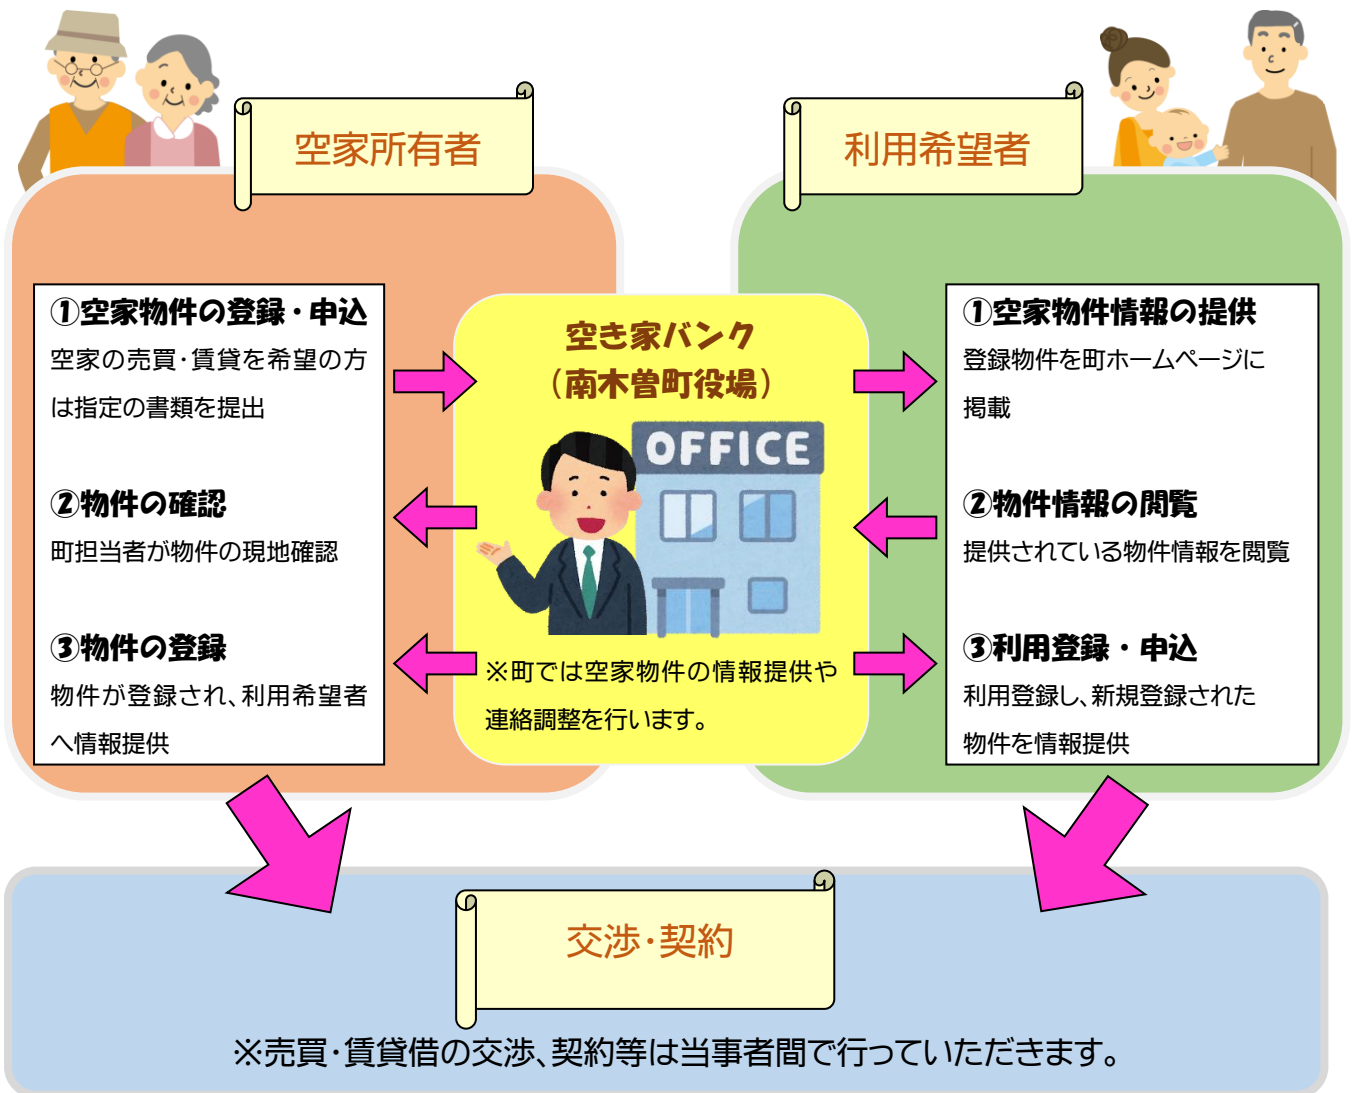 空家所有者
利用希望者
①空家物件の登録・申込
空家の売買・賃貸を希望の方
は指定の書類を提出
②物件の確認
町担当者が物件の現地確認
③物件の登録
物件が登録され、利用希望者
へ情報提供
空き家バンク
（南木曽町役場）
OFFICE
※町では空家物件の情報提供や
連絡調整を行います。
①空家物件情報の提供
登録物件を町ホームページに
掲載
②物件情報の閲覧
提供されている物件情報を閲覧
③利用登録・申込
利用登録し、新規登録された
物件を情報提供
交渉・契約
※売買・賃貸借の交渉、契約等は当事者間で行っていただきます。